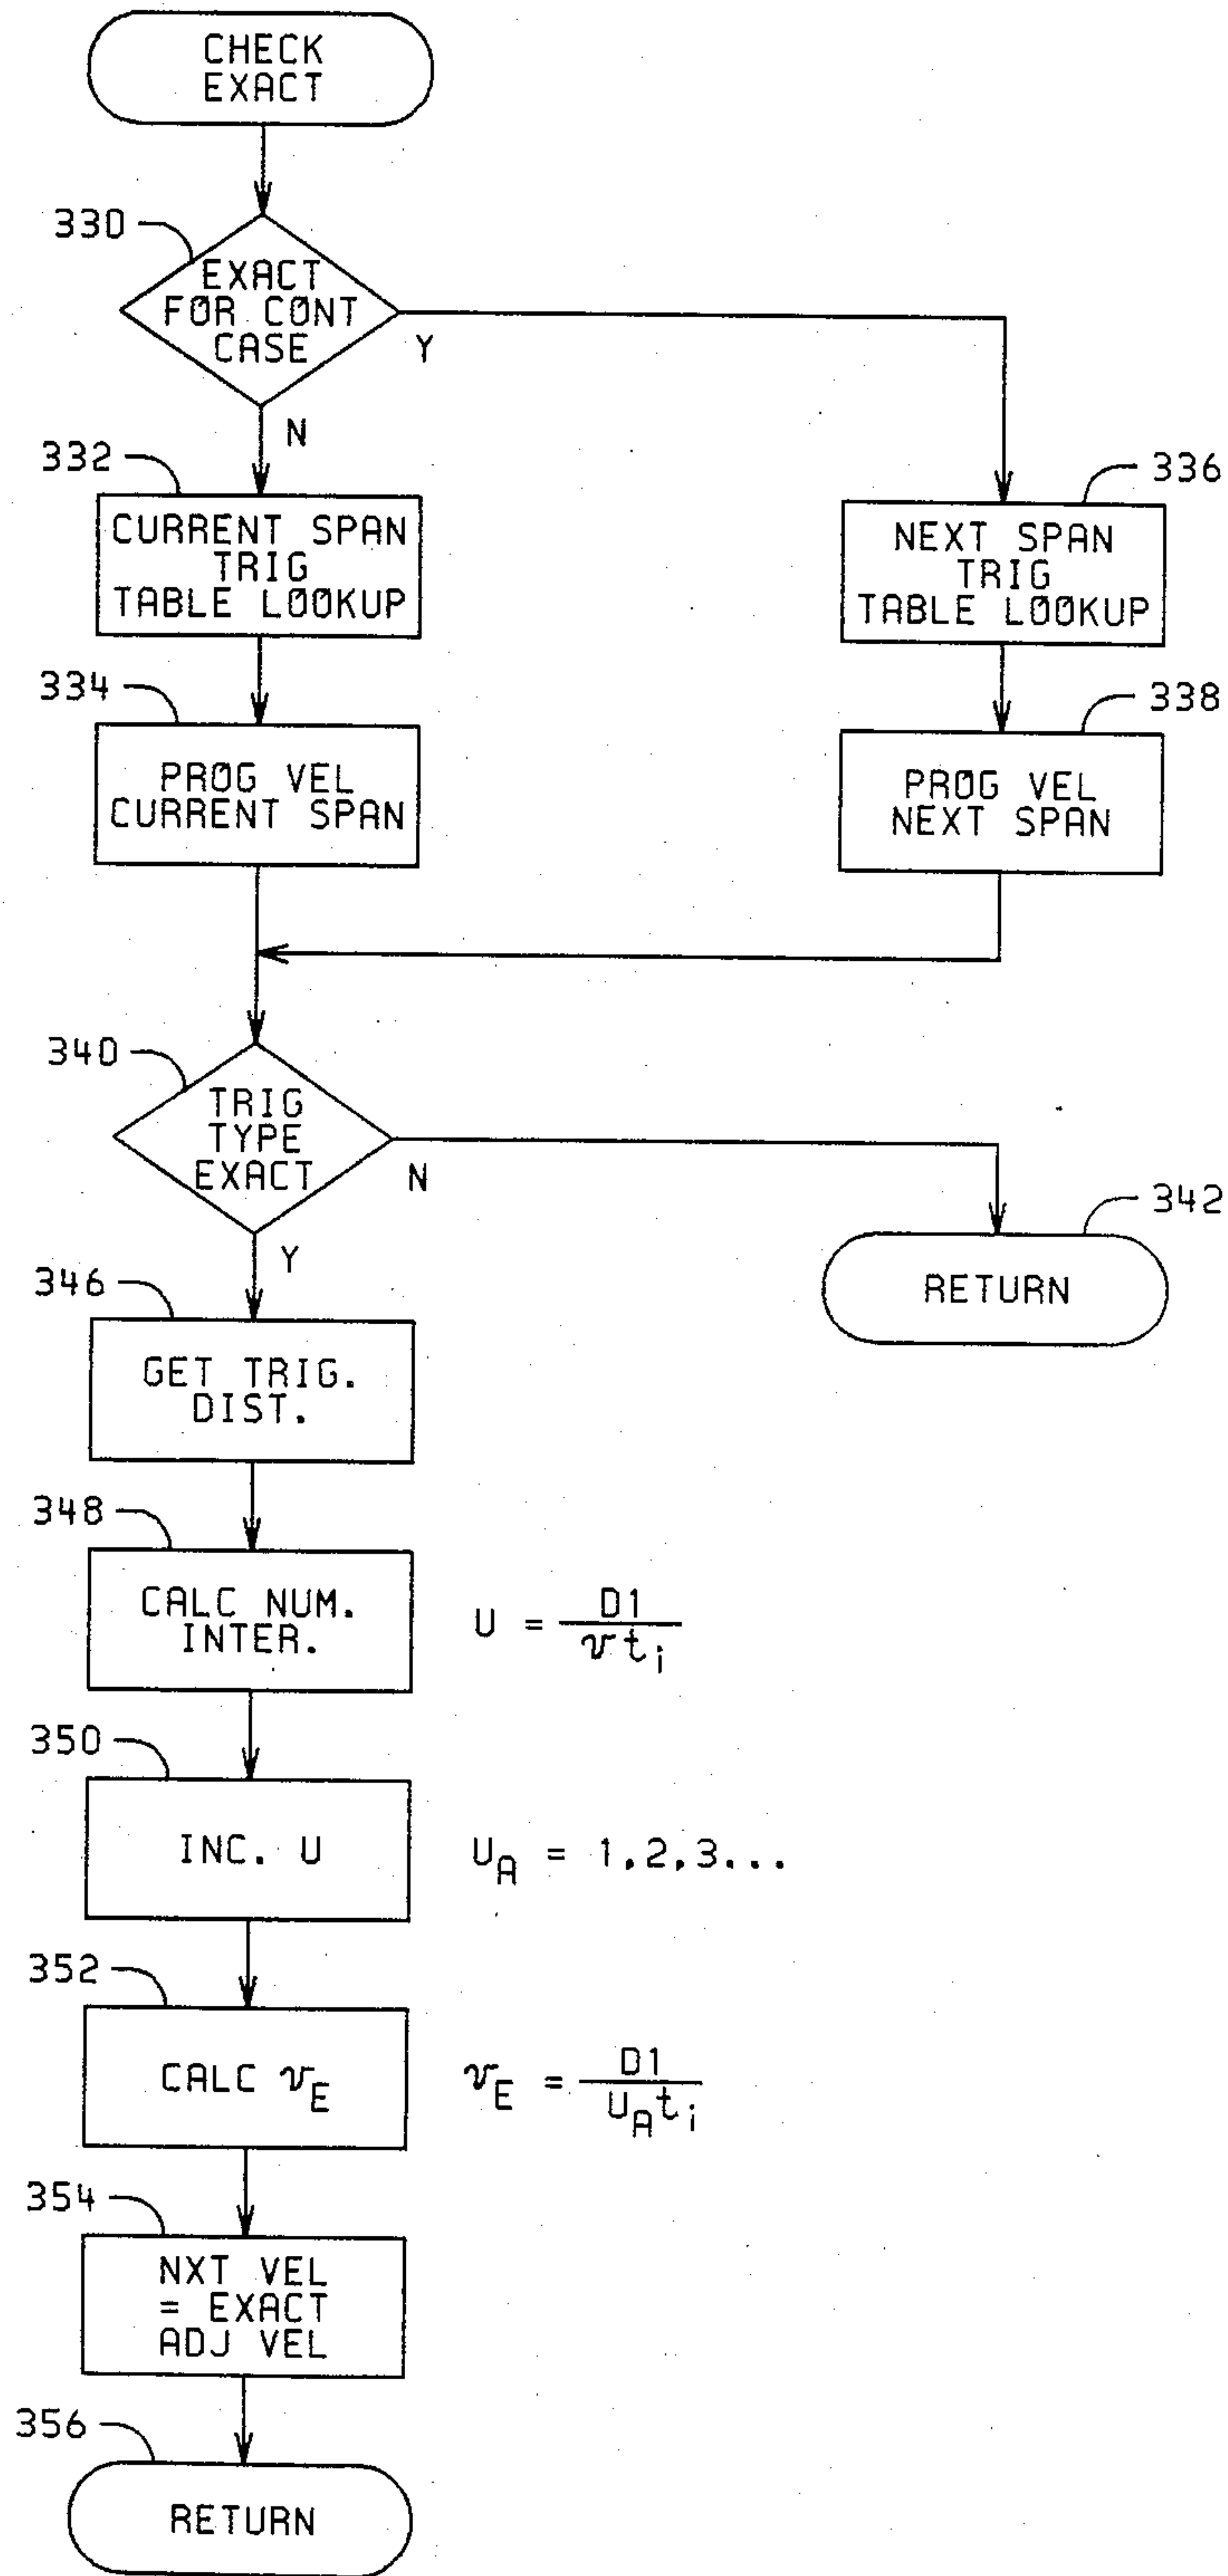 CHECK
EXACT
330
EXACT
FOR CONT
CASE
Y
N
332
CURRENT SPAN
TRIG
TABLE LOOKUP
336
NEXT SPAN
TRIG
TABLE LOOKUP
334
PROG VEL
CURRENT SPAN
338
PROG VEL
NEXT SPAN
340
TRIG
TYPE
EXACT
N
Y
342
RETURN
346
GET TRIG.
DIST.
348
CALC NUM.
INTER.
U = D1 / v t_i
350
INC. U
U_A = 1,2,3...
352
CALC v_E
v_E = D1 / U_A t_i
354
NXT VEL
= EXACT
ADJ VEL
356
RETURN